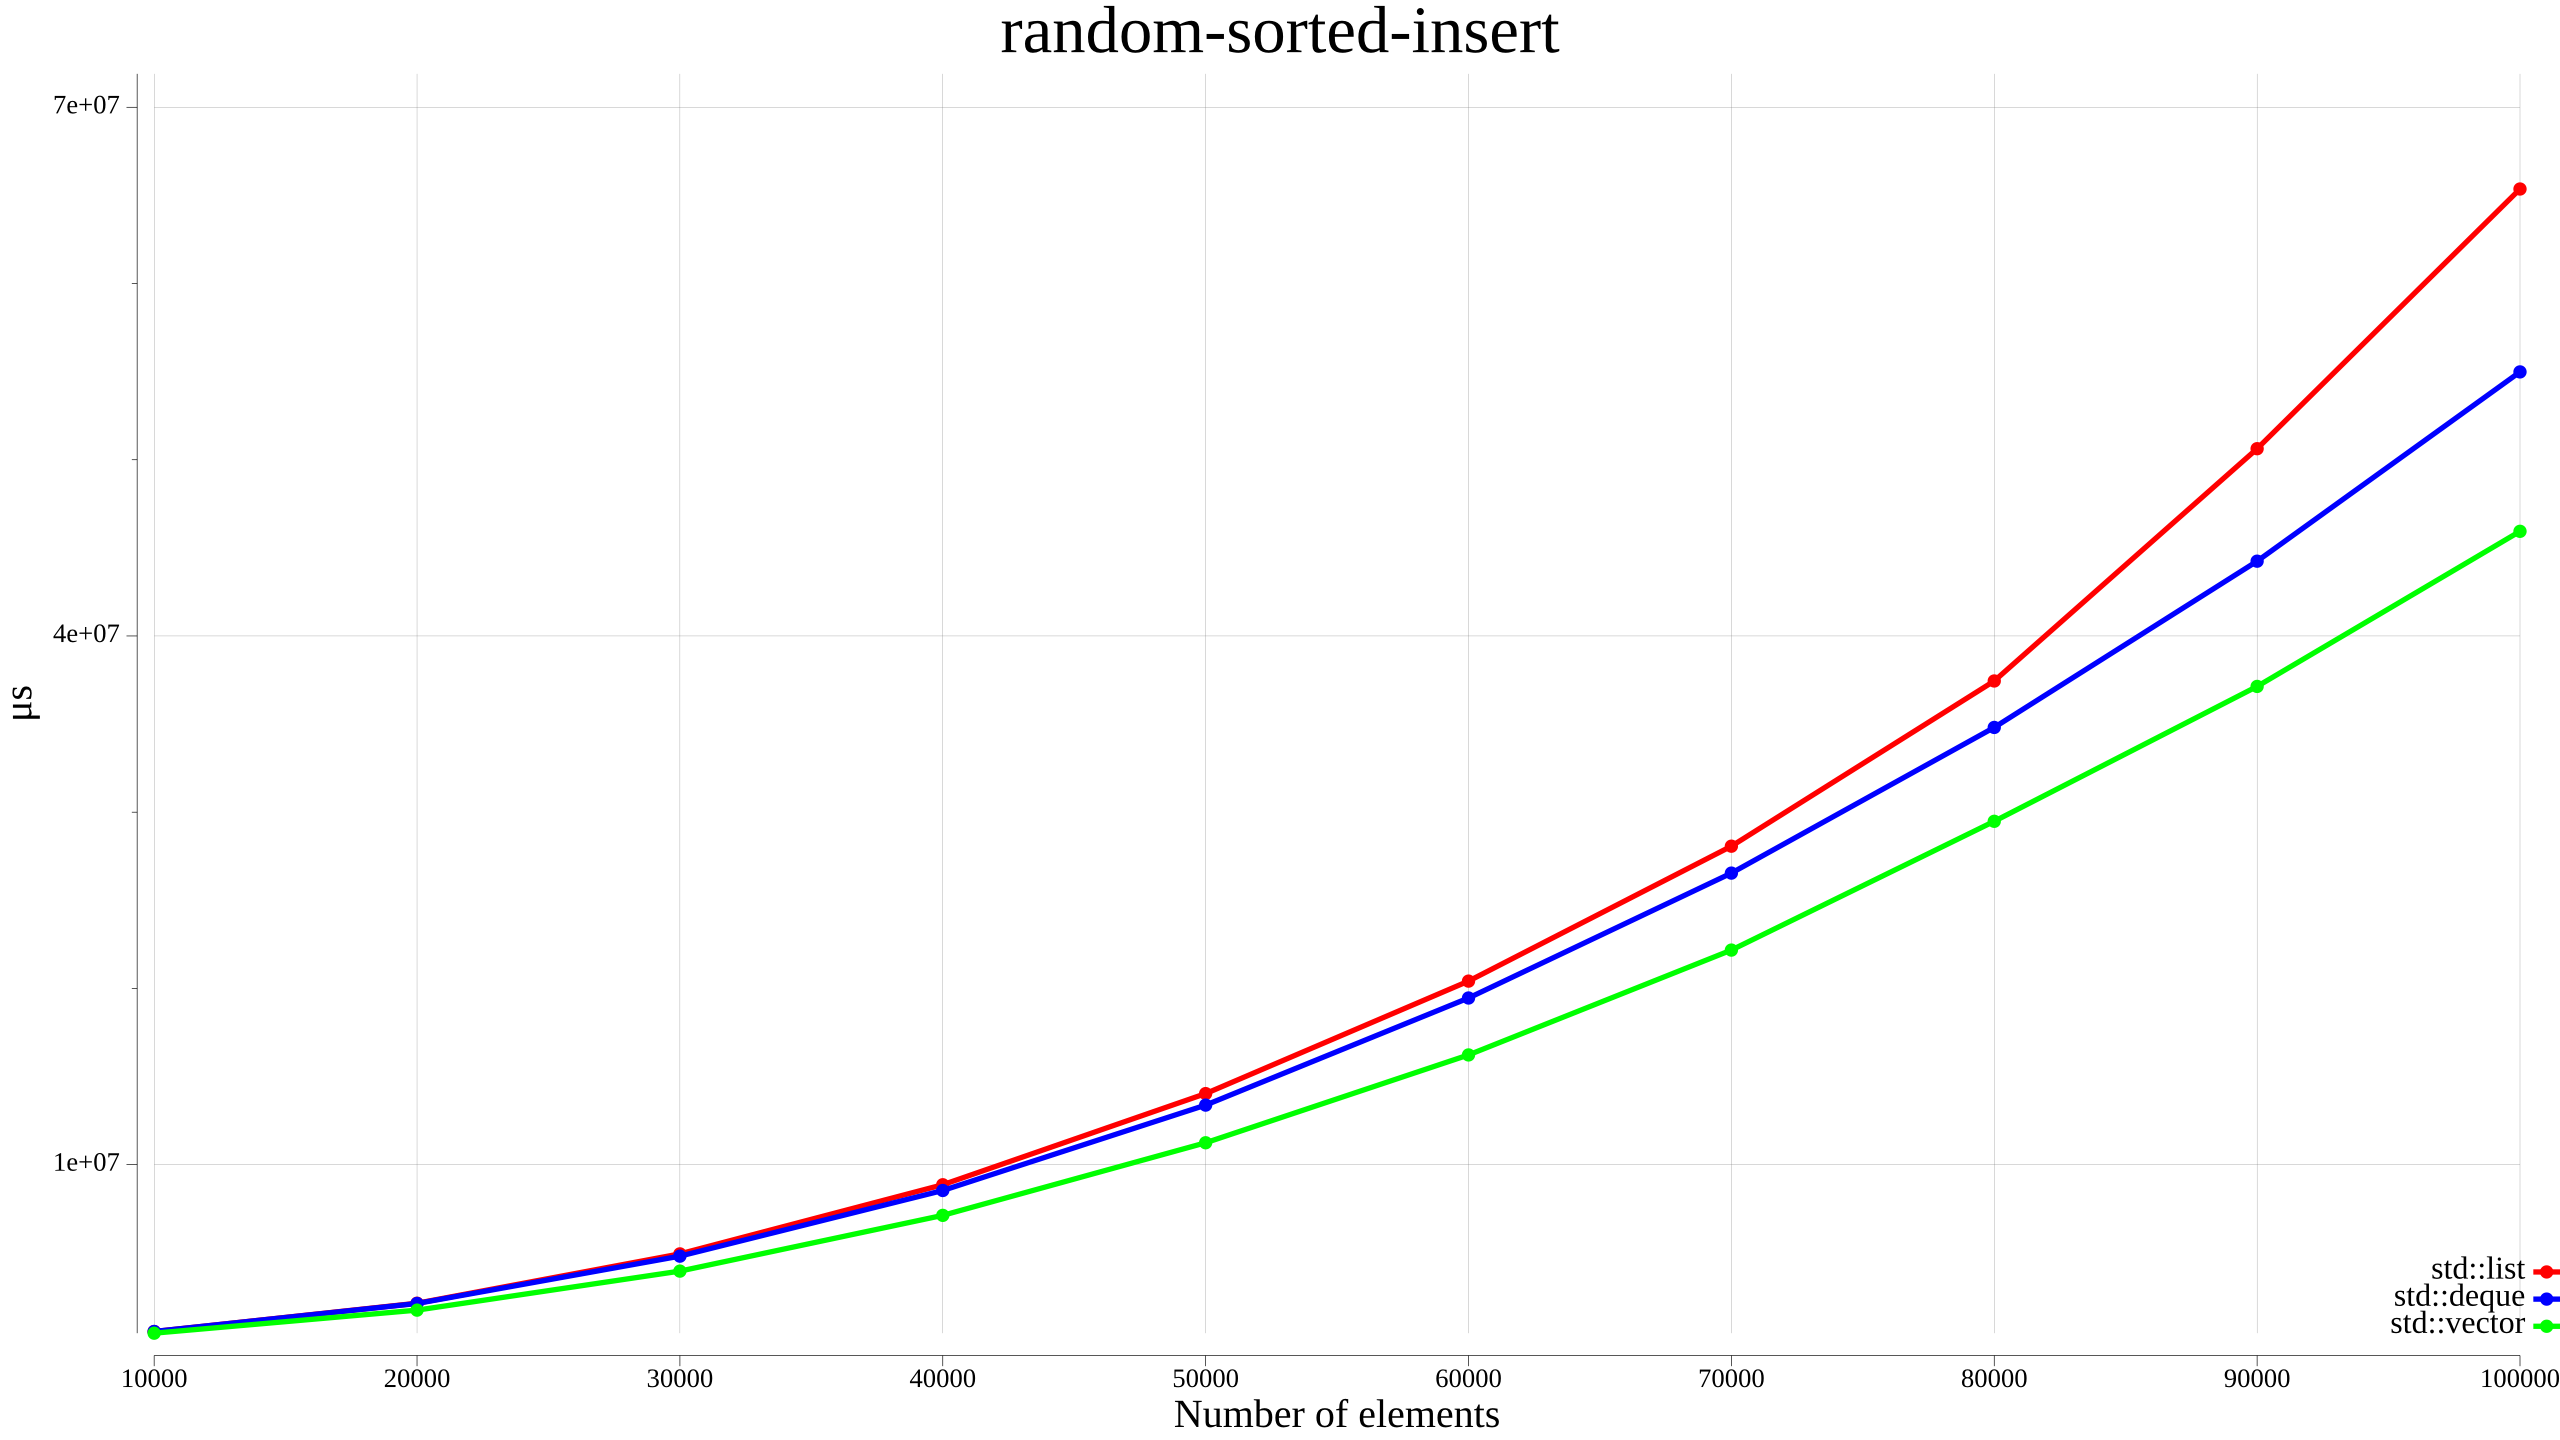 random-sorted-insert
7e+07
4e+07
1e+07
µs
std::list
std::deque
std::vector
10000 20000 30000 40000 50000 60000 70000 80000 90000 100000
Number of elements